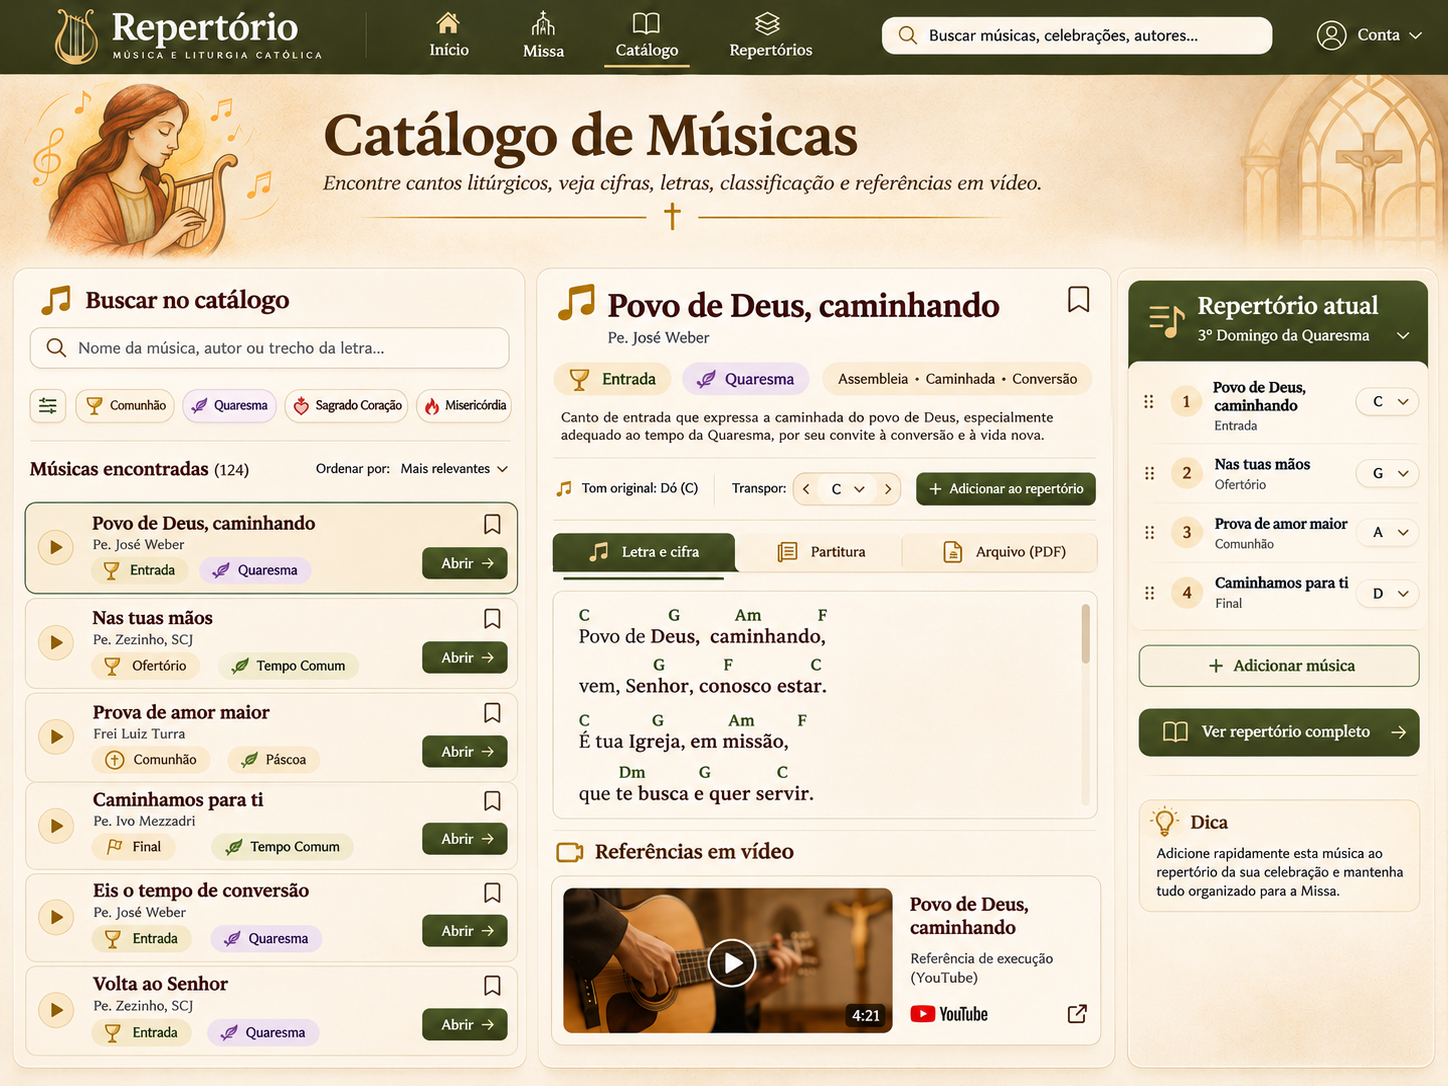 Repertório
MÚSICA E LITURGIA CATÓLICA
Início
Missa
Catálogo
Repertórios
Buscar músicas, celebrações, autores...
Conta
Catálogo de Músicas
Encontre cantos litúrgicos, veja cifras, letras, classificação e referências em vídeo.
Buscar no catálogo
Nome da música, autor ou trecho da letra...
Comunhão
Quaresma
Sagrado Coração
Misericórdia
Músicas encontradas (124)
Ordenar por: Mais relevantes
Povo de Deus, caminhando
Pe. José Weber
Entrada
Quaresma
Abrir →
Nas tuas mãos
Pe. Zezinho, SCJ
Ofertório
Tempo Comum
Abrir →
Prova de amor maior
Frei Luiz Turra
Comunhão
Páscoa
Abrir →
Caminhamos para ti
Pe. Ivo Mezzadri
Final
Tempo Comum
Abrir →
Eis o tempo de conversão
Pe. José Weber
Entrada
Quaresma
Abrir →
Volta ao Senhor
Pe. Zezinho, SCJ
Entrada
Quaresma
Abrir →
Povo de Deus, caminhando
Pe. José Weber
Entrada
Quaresma
Assembleia • Caminhada • Conversão
Canto de entrada que expressa a caminhada do povo de Deus, especialmente
adequado ao tempo da Quaresma, por seu convite à conversão e à vida nova.
Tom original: Dó (C)
Transpor:
C
+ Adicionar ao repertório
Letra e cifra
Partitura
Arquivo (PDF)
C G Am F
Povo de Deus, caminhando,
G F C
vem, Senhor, conosco estar.
C G Am F
É tua Igreja, em missão,
Dm G C
que te busca e quer servir.
Referências em vídeo
4:21
Povo de Deus,
caminhando
Referência de execução
(YouTube)
YouTube
Repertório atual
3º Domingo da Quaresma
1
Povo de Deus,
caminhando
Entrada
C
2
Nas tuas mãos
Ofertório
G
3
Prova de amor maior
Comunhão
A
4
Caminhamos para ti
Final
D
+ Adicionar música
Ver repertório completo →
Dica
Adicione rapidamente esta música ao
repertório da sua celebração e mantenha
tudo organizado para a Missa.